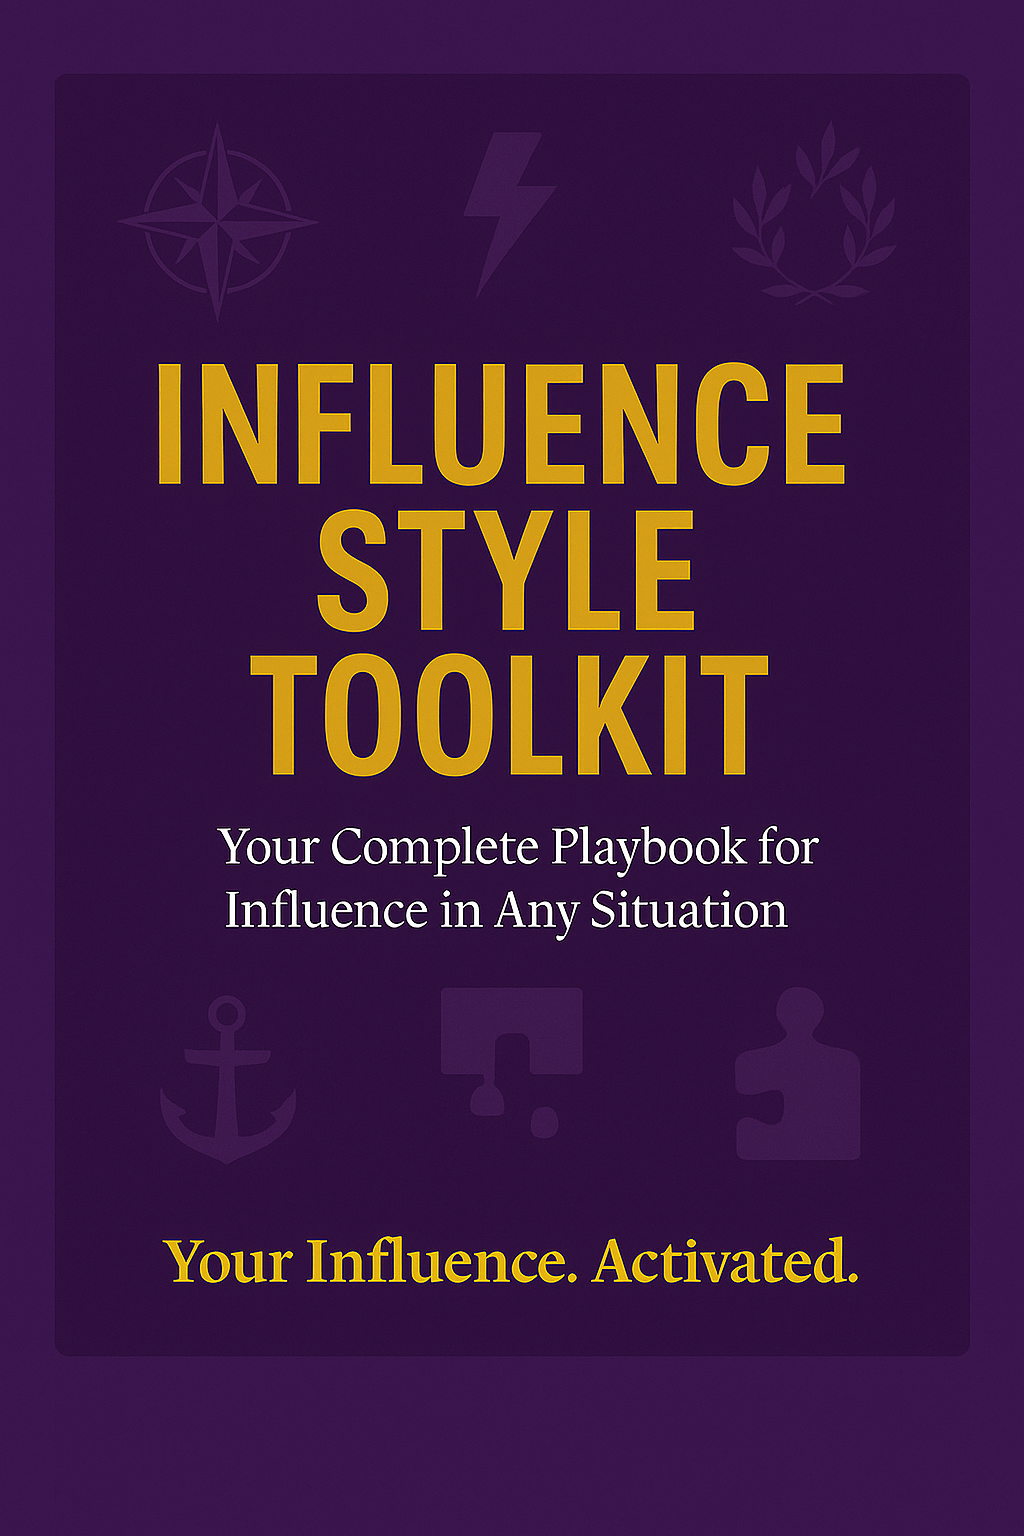 INFLUENCE
STYLE
TOOLKIT
Your Complete Playbook for
Influence in Any Situation
Your Influence. Activated.